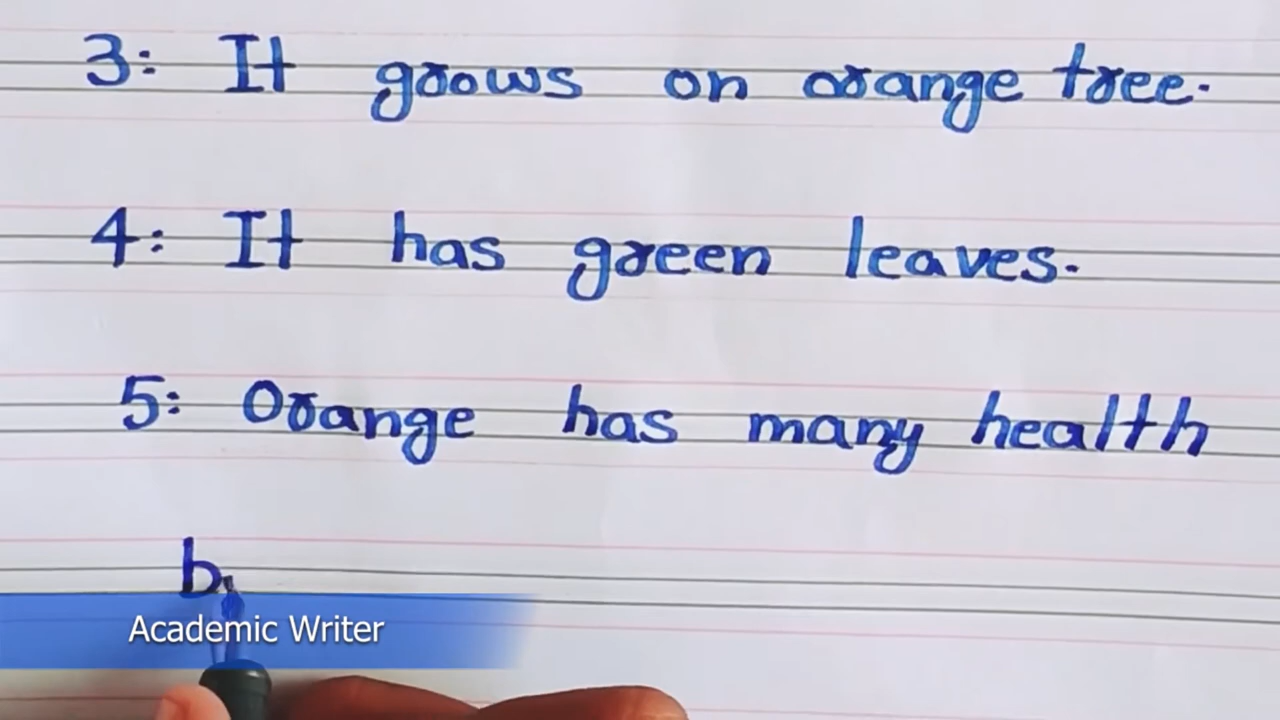 3: It grows on orange tree.
4: It has green leaves.
5: Orange has many health
b
Academic Writer